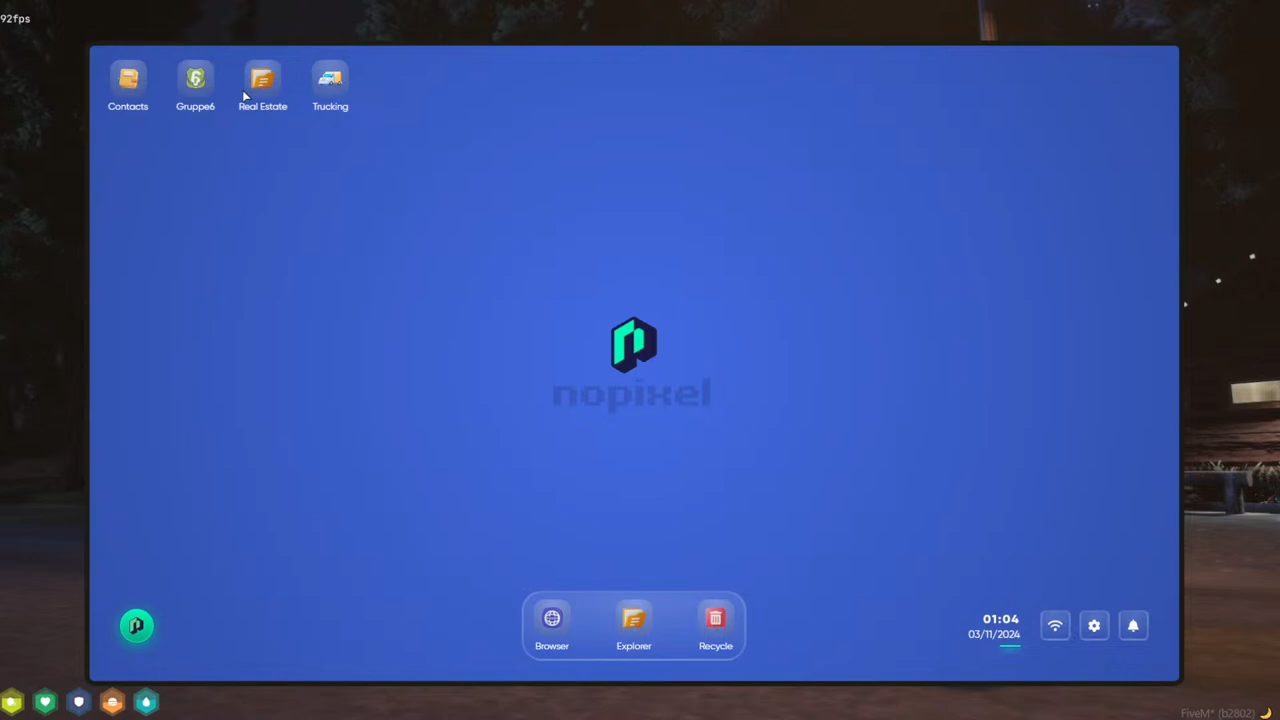 92fps
Contacts
Gruppe6
Real Estate
Trucking
nopixel
Browser
Explorer
Recycle
01:04
03/11/2024
FiveM* (b2802)